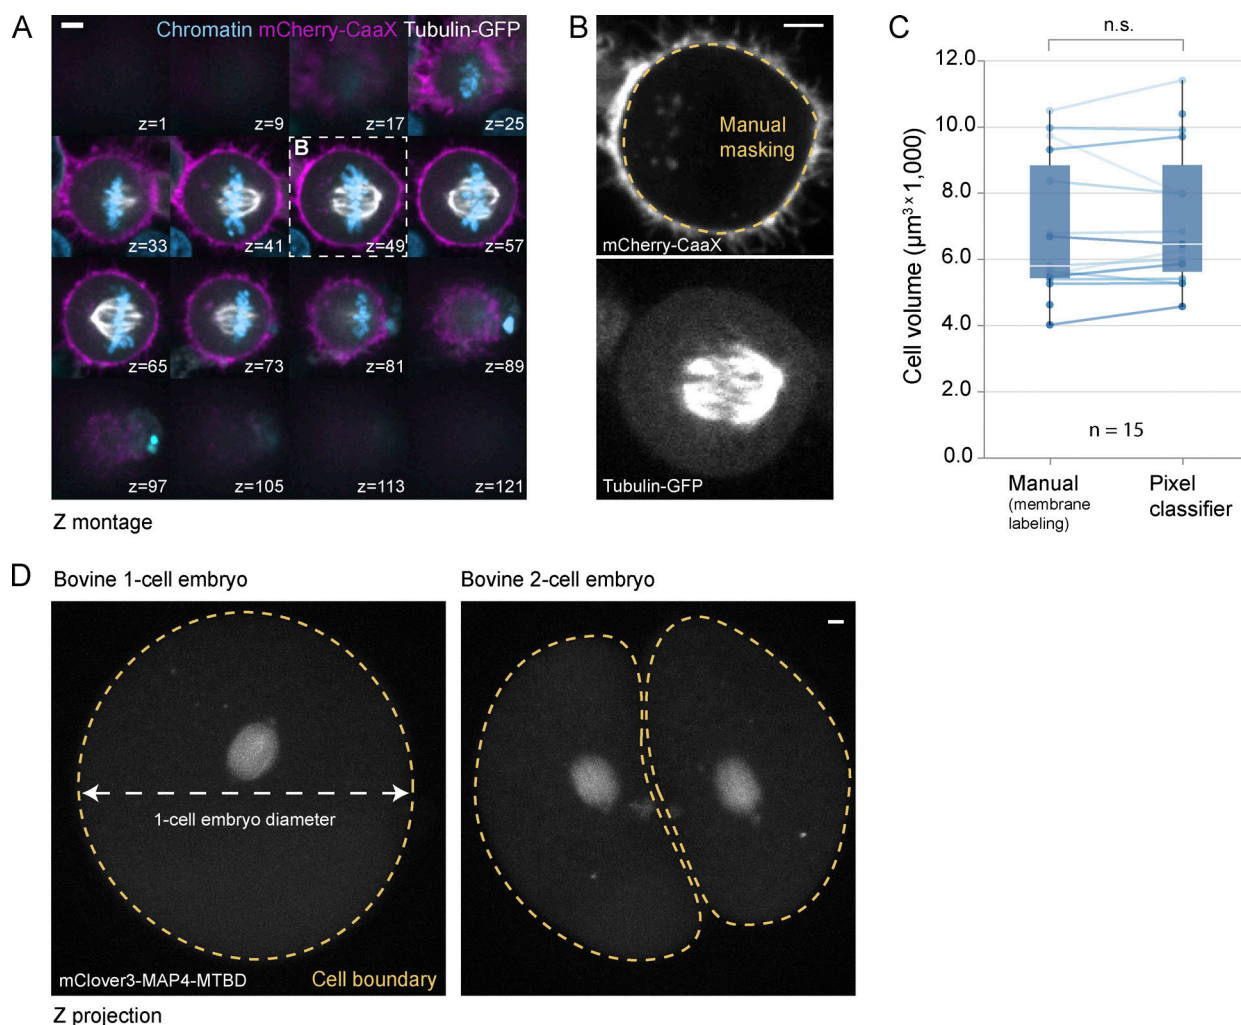 A
Chromatin mCherry-CaaX Tubulin-GFP
z=1
z=9
z=17
z=25
B
z=33
z=41
z=49
z=57
z=65
z=73
z=81
z=89
z=97
z=105
z=113
z=121
Z montage
B
Manual
masking
mCherry-CaaX
Tubulin-GFP
C
n.s.
Cell volume (µm³ x 1,000)
12.0
10.0
8.0
6.0
4.0
2.0
0.0
n = 15
Manual
(membrane
labeling)
Pixel
classifier
D
Bovine 1-cell embryo
1-cell embryo diameter
mClover3-MAP4-MTBD
Cell boundary
Bovine 2-cell embryo
Z projection